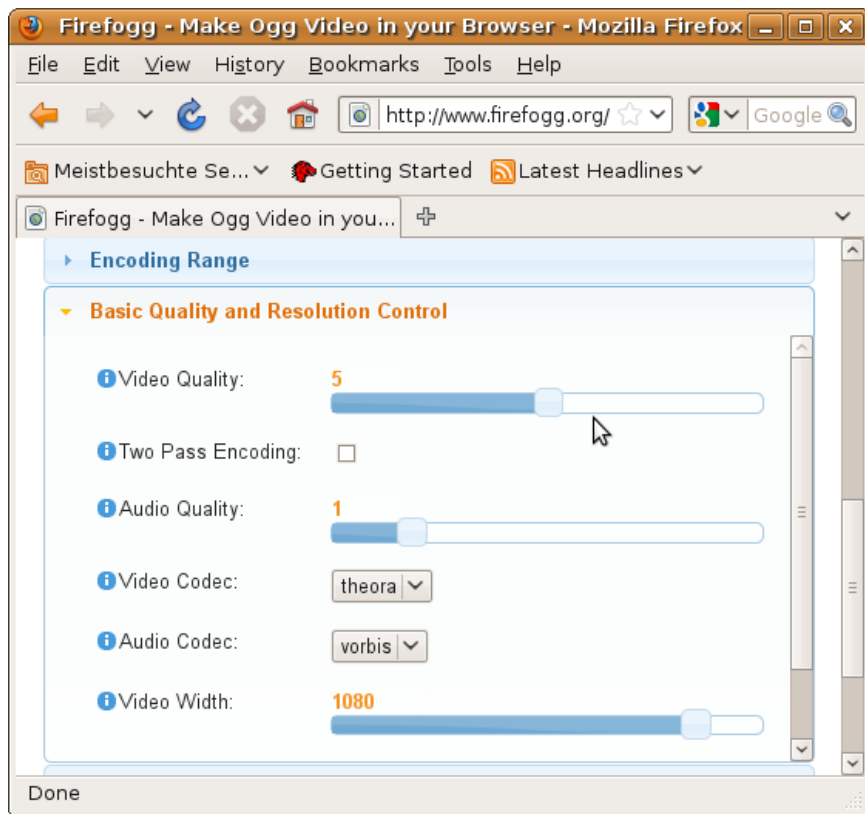 Firefogg - Make Ogg Video in your Browser - Mozilla Firefox
File Edit View History Bookmarks Tools Help
http://www.firefogg.org/ Google
Meistbesuchte Se... Getting Started Latest Headlines
Firefogg - Make Ogg Video in you...
Encoding Range
Basic Quality and Resolution Control
Video Quality: 5
Two Pass Encoding:
Audio Quality: 1
Video Codec: theora
Audio Codec: vorbis
Video Width: 1080
Done